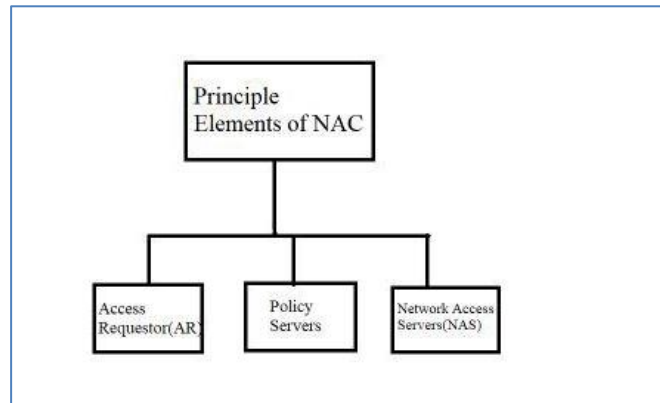 Principle
Elements of NAC
Access
Requestor(AR)
Policy
Servers
Network Access
Servers(NAS)